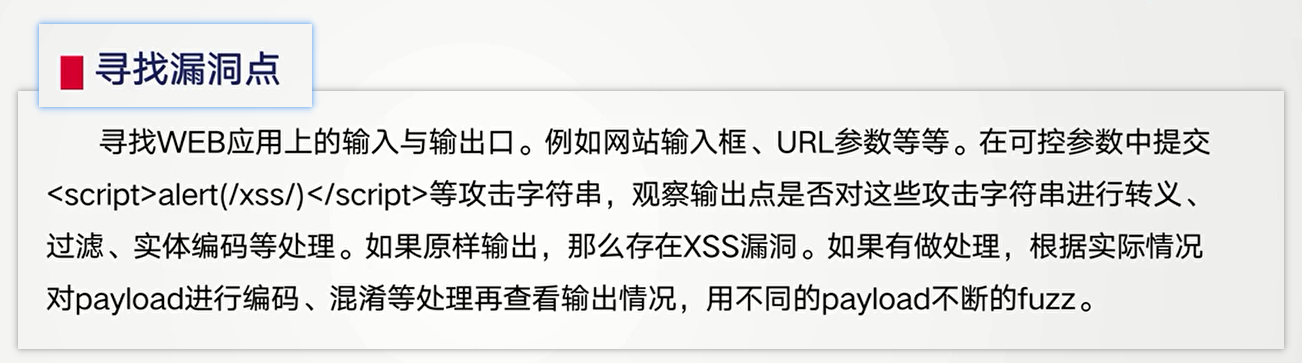 寻找漏洞点
寻找WEB应用上的输入与输出口。例如网站输入框、URL参数等等。在可控参数中提交
<script>alert(/xss/)</script>等攻击字符串，观察输出点是否对这些攻击字符串进行转义、
过滤、实体编码等处理。如果原样输出，那么存在XSS漏洞。如果有做处理，根据实际情况
对payload进行编码、混淆等处理再查看输出情况，用不同的payload不断的fuzz。